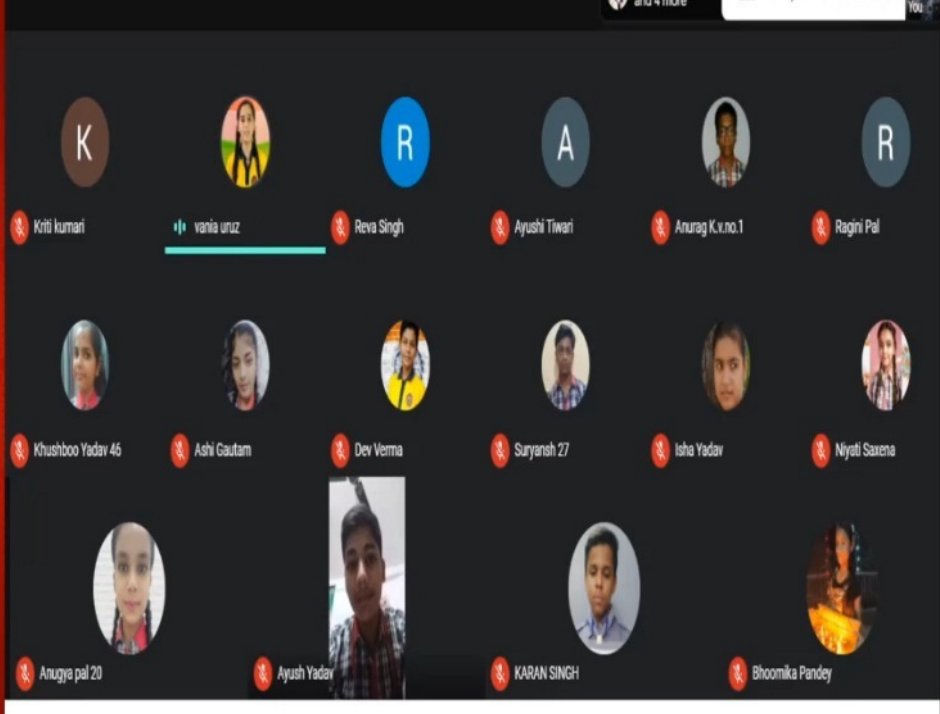 and 4 more
You
K
R
A
R
Kriti kumari
vania uruz
Reva Singh
Ayushi Tiwari
Anurag K.v.no.1
Ragini Pal
Khushboo Yadav 46
Ashi Gautam
Dev Verma
Suryansh 27
Isha Yadav
Niyati Saxena
Anugya pal 20
Ayush Yadav
KARAN SINGH
Bhoomika Pandey